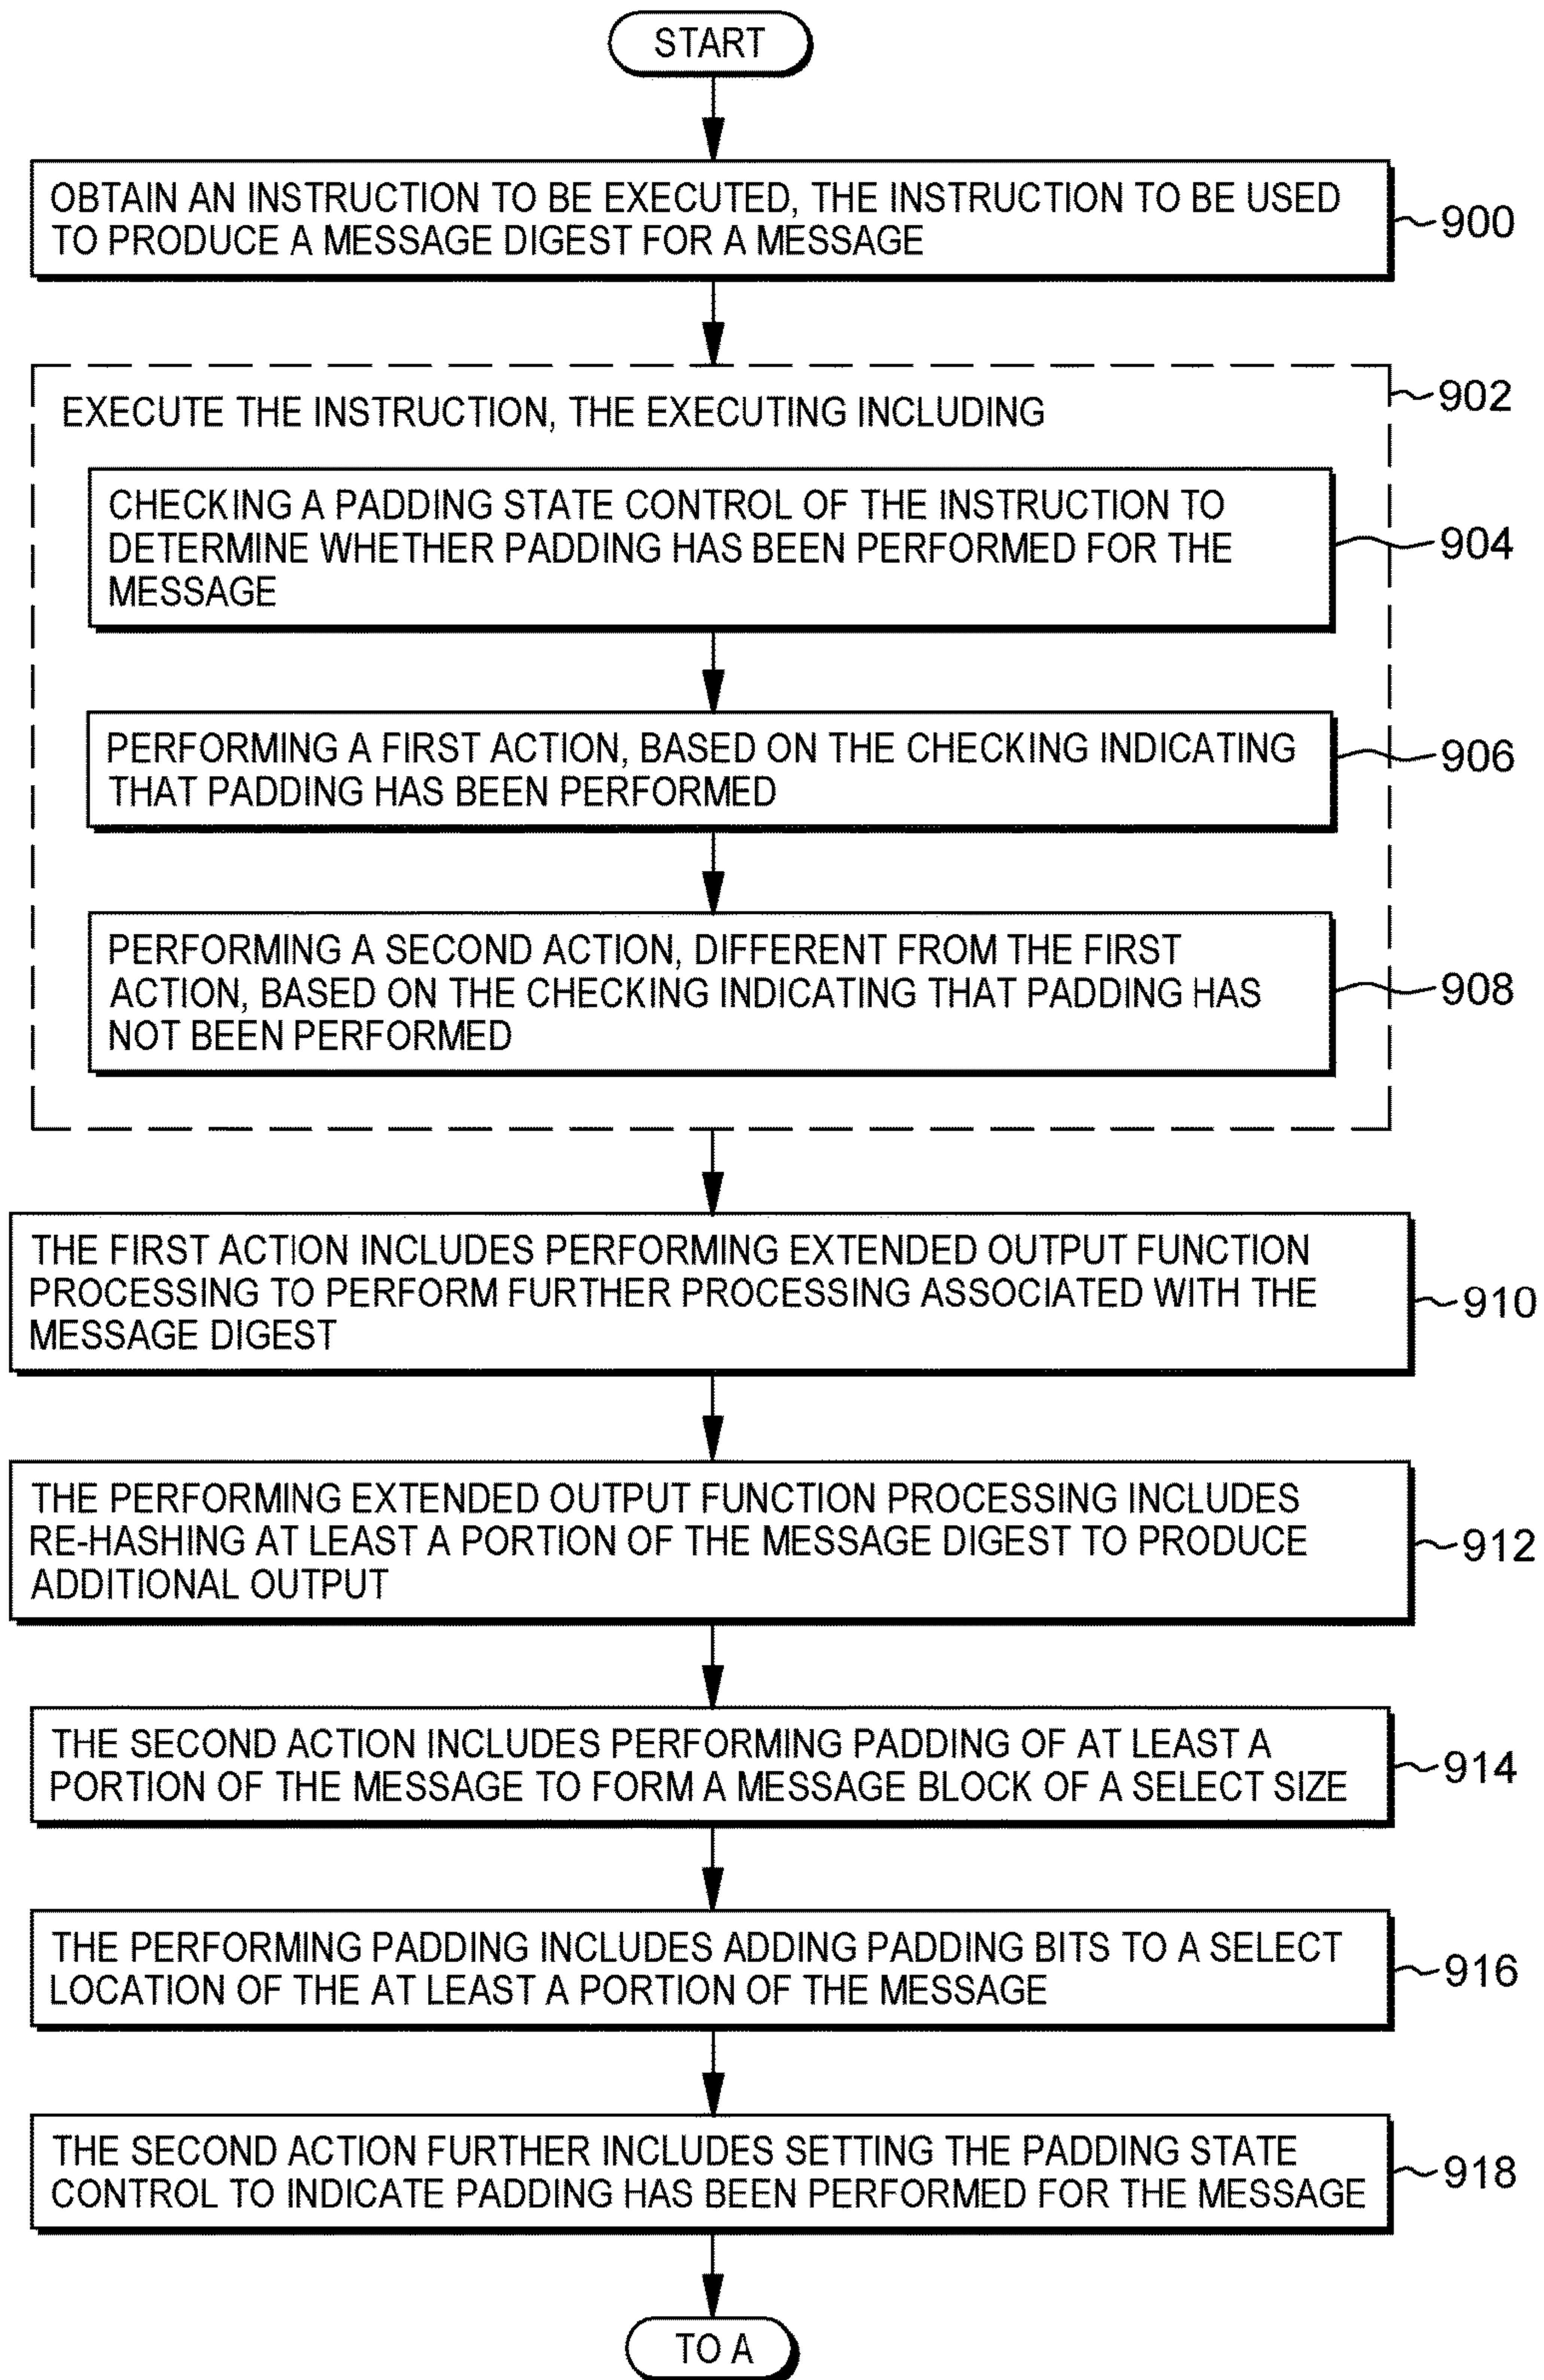 START
OBTAIN AN INSTRUCTION TO BE EXECUTED, THE INSTRUCTION TO BE USED
TO PRODUCE A MESSAGE DIGEST FOR A MESSAGE
900
902
EXECUTE THE INSTRUCTION, THE EXECUTING INCLUDING
CHECKING A PADDING STATE CONTROL OF THE INSTRUCTION TO
DETERMINE WHETHER PADDING HAS BEEN PERFORMED FOR THE
MESSAGE
904
PERFORMING A FIRST ACTION, BASED ON THE CHECKING INDICATING
THAT PADDING HAS BEEN PERFORMED
906
PERFORMING A SECOND ACTION, DIFFERENT FROM THE FIRST
ACTION, BASED ON THE CHECKING INDICATING THAT PADDING HAS
NOT BEEN PERFORMED
908
THE FIRST ACTION INCLUDES PERFORMING EXTENDED OUTPUT FUNCTION
PROCESSING TO PERFORM FURTHER PROCESSING ASSOCIATED WITH THE
MESSAGE DIGEST
910
THE PERFORMING EXTENDED OUTPUT FUNCTION PROCESSING INCLUDES
RE-HASHING AT LEAST A PORTION OF THE MESSAGE DIGEST TO PRODUCE
ADDITIONAL OUTPUT
912
THE SECOND ACTION INCLUDES PERFORMING PADDING OF AT LEAST A
PORTION OF THE MESSAGE TO FORM A MESSAGE BLOCK OF A SELECT SIZE
914
THE PERFORMING PADDING INCLUDES ADDING PADDING BITS TO A SELECT
LOCATION OF THE AT LEAST A PORTION OF THE MESSAGE
916
THE SECOND ACTION FURTHER INCLUDES SETTING THE PADDING STATE
CONTROL TO INDICATE PADDING HAS BEEN PERFORMED FOR THE MESSAGE
918
TO A